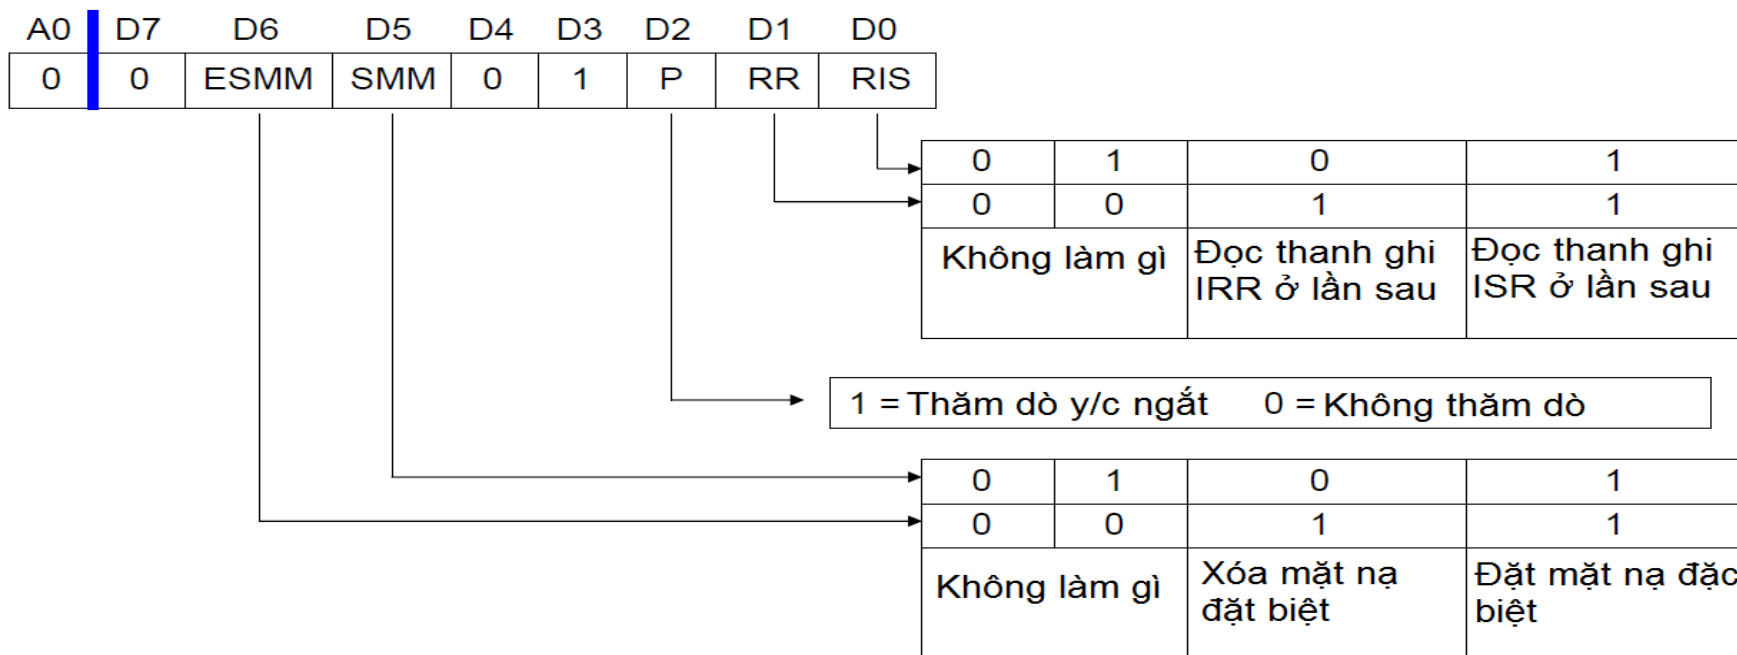 A0 D7 D6 D5 D4 D3 D2 D1 D0
0 0 ESMM SMM 0 1 P RR RIS
0 1 0 1
0 0 1 1
Không làm gì
Đọc thanh ghi
IRR ở lần sau
Đọc thanh ghi
ISR ở lần sau
1 = Thăm dò y/c ngắt 0 = Không thăm dò
0 1 0 1
0 0 1 1
Không làm gì
Xóa mặt nạ
đặt biệt
Đặt mặt nạ đặc
biệt